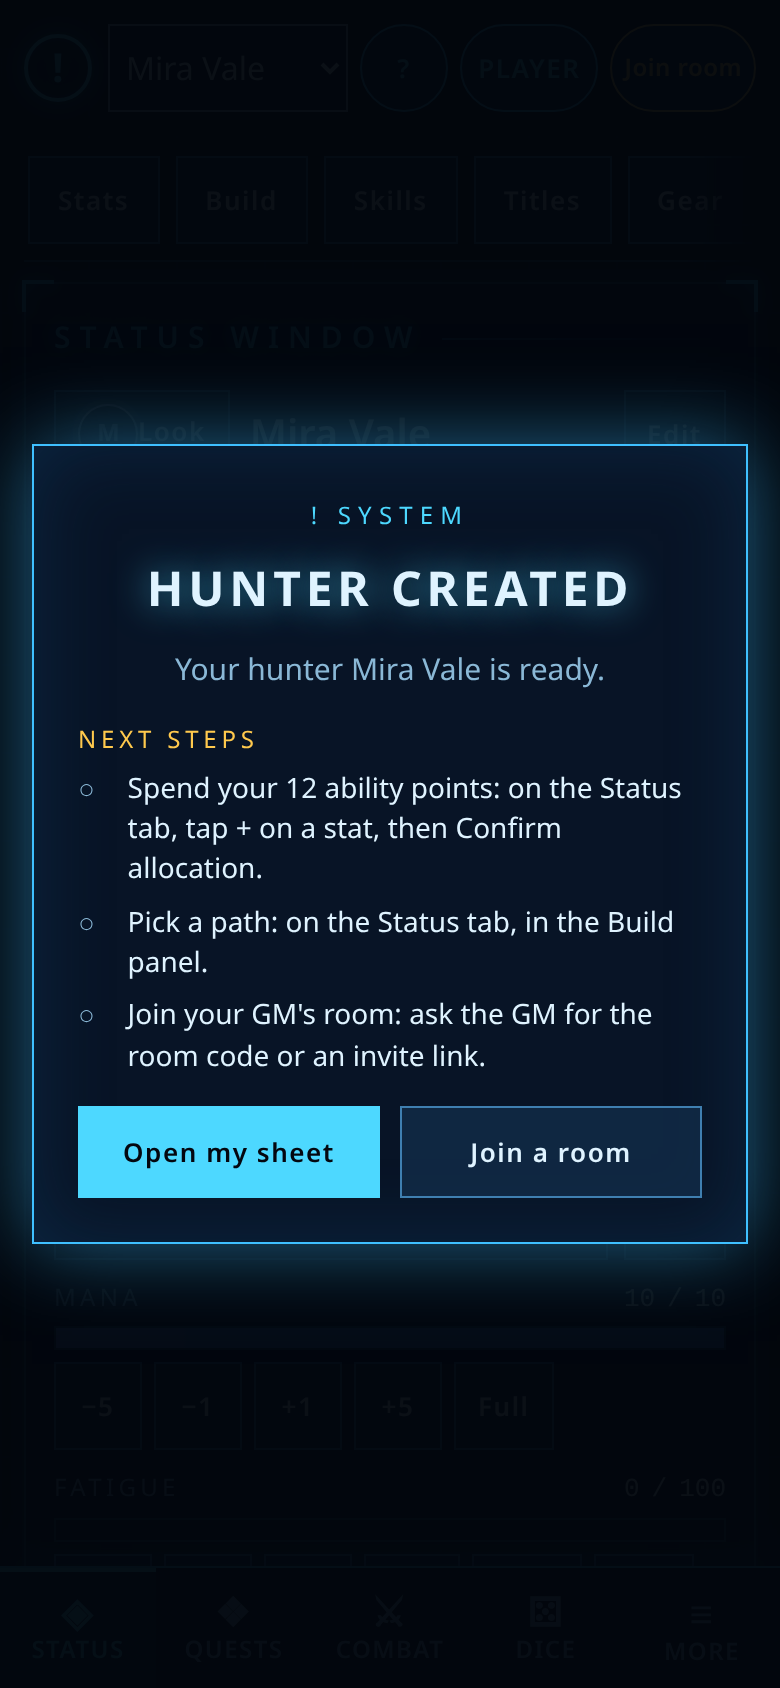 !
Mira Vale
?
PLAYER
Join room
Stats
Build
Skills
Titles
Gear
STATUS WINDOW
M
Look
Mira Vale
Edit
! SYSTEM
HUNTER CREATED
Your hunter Mira Vale is ready.
NEXT STEPS
○ Spend your 12 ability points: on the Status
tab, tap + on a stat, then Confirm
allocation.
○ Pick a path: on the Status tab, in the Build
panel.
○ Join your GM's room: ask the GM for the
room code or an invite link.
Open my sheet
Join a room
MANA
10 / 10
−5
−1
+1
+5
Full
FATIGUE
0 / 100
STATUS
QUESTS
COMBAT
DICE
MORE